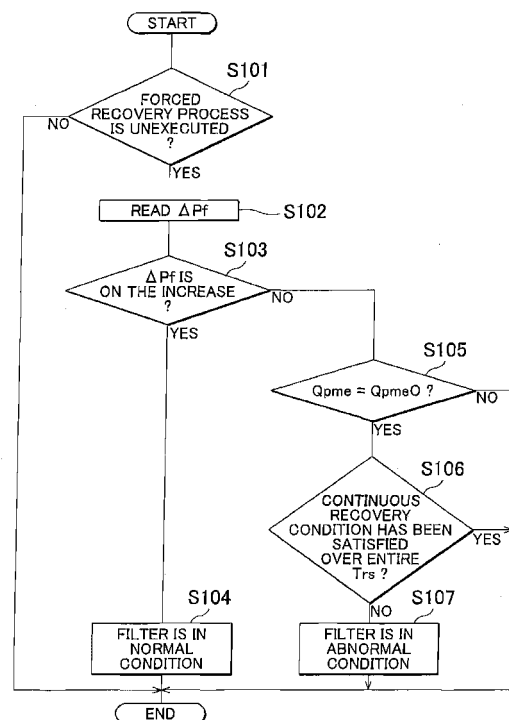 START
S101
FORCED
RECOVERY PROCESS
IS UNEXECUTED
?
NO
YES
READ ΔPf
S102
S103
ΔPf IS
ON THE INCREASE
?
NO
YES
S105
Qpme = Qpme0 ?
NO
YES
S106
CONTINUOUS
RECOVERY
CONDITION HAS BEEN
SATISFIED
OVER ENTIRE
Trs ?
YES
NO
S104
S107
FILTER IS IN
NORMAL
CONDITION
FILTER IS IN
ABNORMAL
CONDITION
END